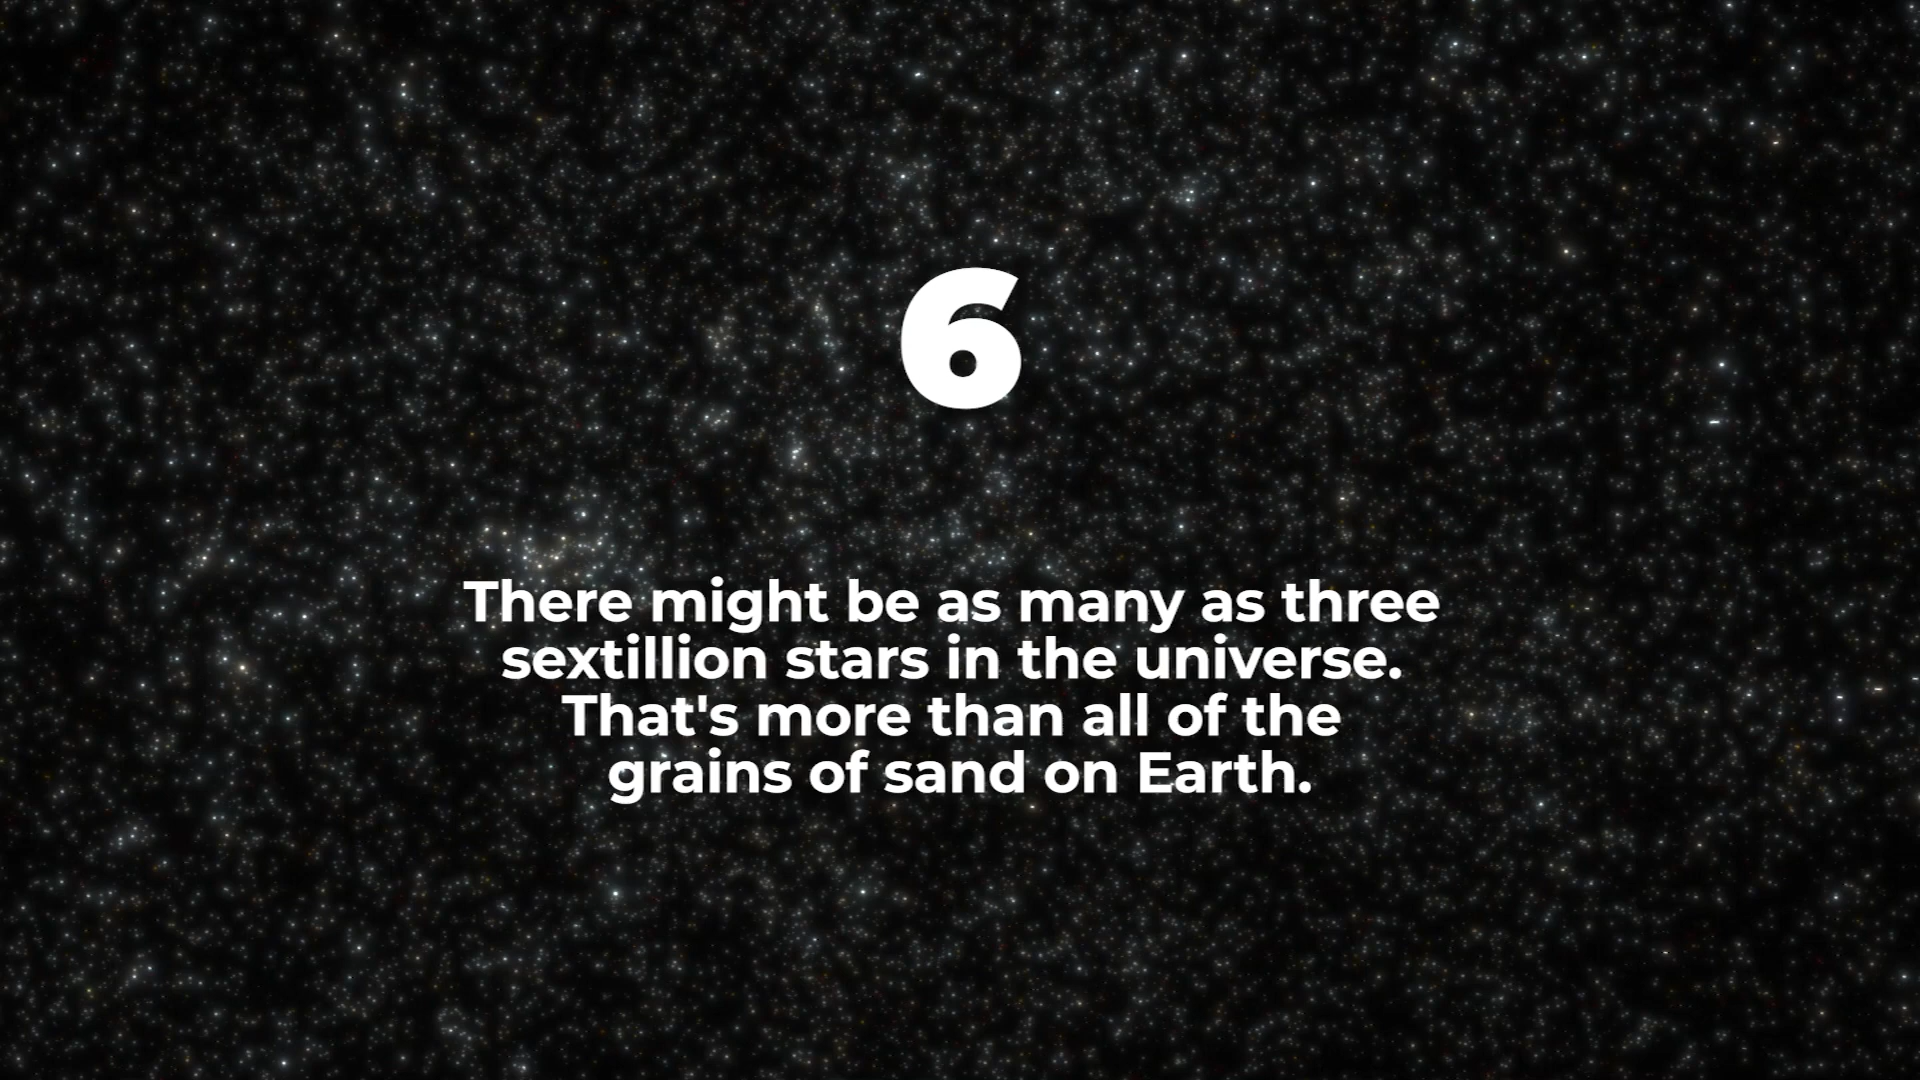 6
There might be as many as three
sextillion stars in the universe.
That's more than all of the
grains of sand on Earth.